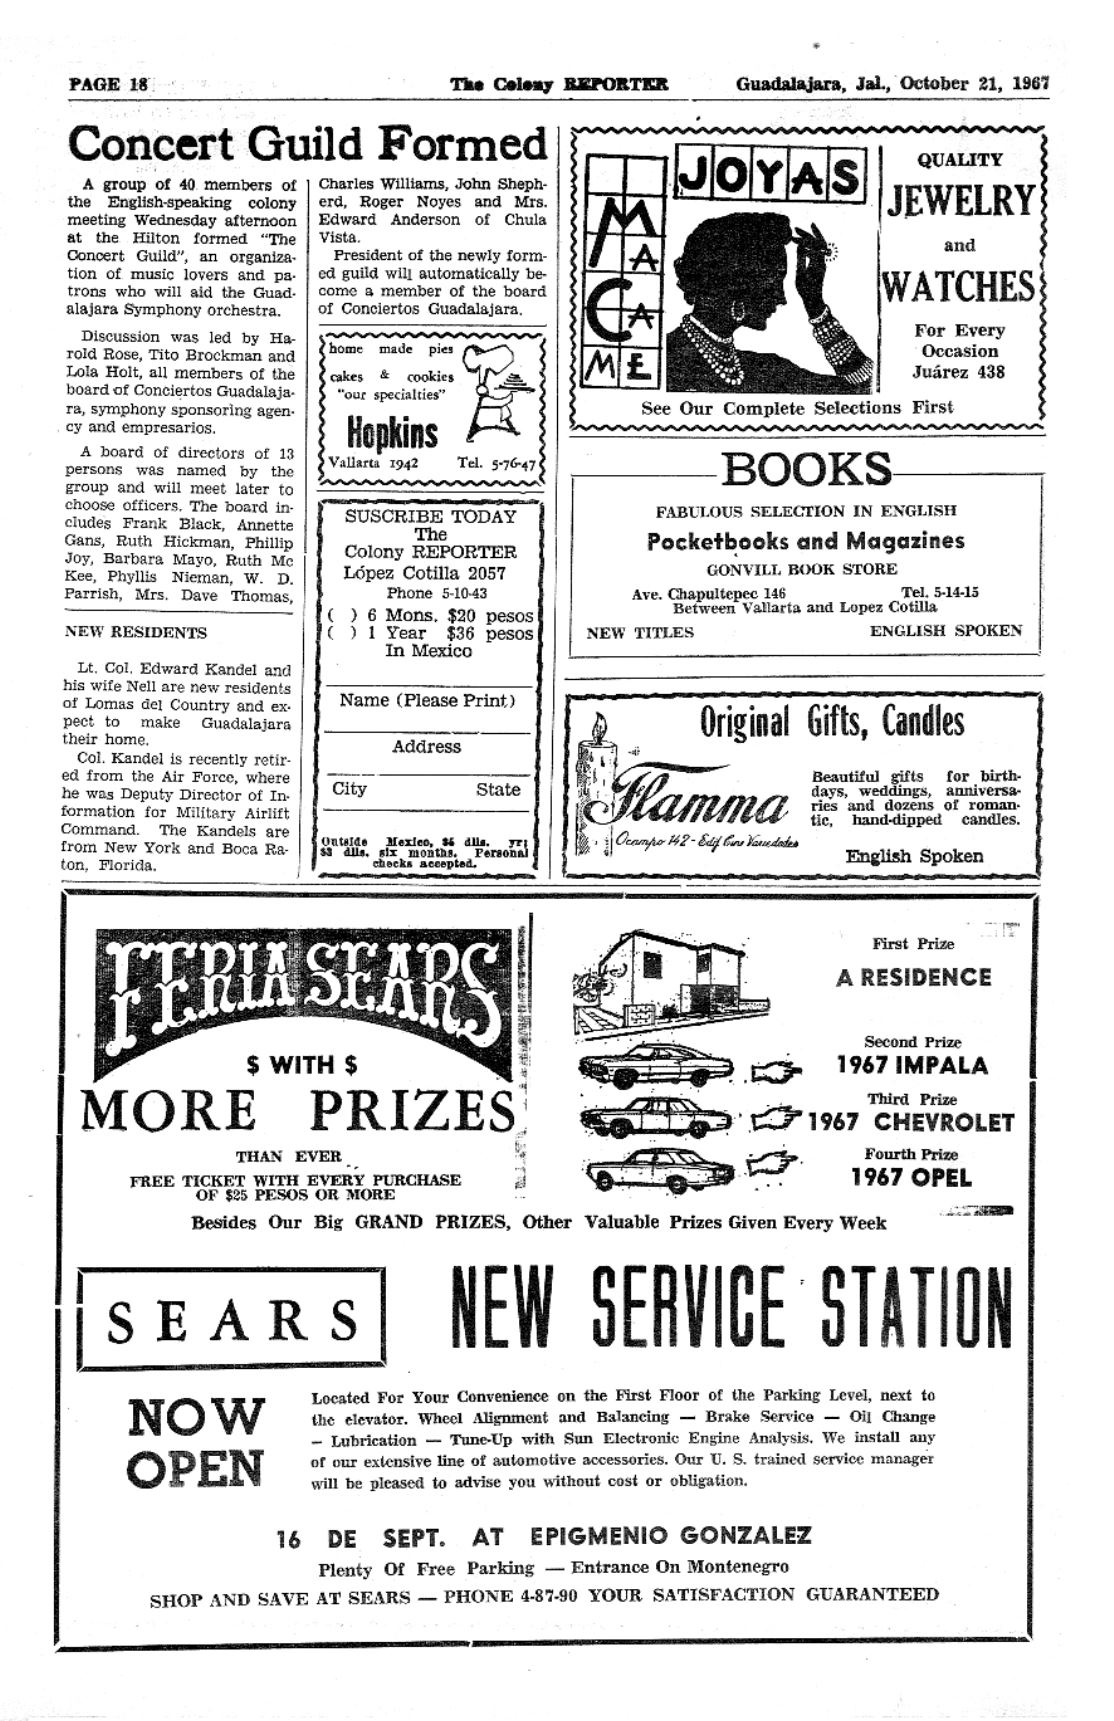 PAGE 18
The Colony REPORTER
Guadalajara, Jal., October 21, 1967
Concert Guild Formed
A group of 40 members of
the English-speaking colony
meeting Wednesday afternoon
at the Hilton formed "The
Concert Guild", an organiza-
tion of music lovers and pa-
trons who will aid the Guad-
alajara Symphony orchestra.
Discussion was led by Ha-
rold Rose, Tito Brockman and
Lola Holt, all members of the
board of Conciertos Guadalaja-
ra, symphony sponsoring agen-
cy and empresarios.
A board of directors of 13
persons was named by the
group and will meet later to
choose officers. The board in-
cludes Frank Black, Annette
Gans, Ruth Hickman, Phillip
Joy, Barbara Mayo, Ruth Mc
Kee, Phyllis Nieman, W. D.
Parrish, Mrs. Dave Thomas,
Charles Williams, John Sheph-
erd, Roger Noyes and Mrs.
Edward Anderson of Chula
Vista.
President of the newly form-
ed guild will automatically be-
come a member of the board
of Conciertos Guadalajara.
NEW RESIDENTS
Lt. Col. Edward Kandel and
his wife Nell are new residents
of Lomas del Country and ex-
pect to make Guadalajara
their home.
Col. Kandel is recently retir-
ed from the Air Force, where
he was Deputy Director of In-
formation for Military Airlift
Command. The Kandels are
from New York and Boca Ra-
ton, Florida.
home made pies
cakes & cookies
"our specialties"
Hopkins
Vallarta 1942 Tel. 5-76-47
SUSCRIBE TODAY
The
Colony REPORTER
López Cotilla 2057
Phone 5-10-43
( ) 6 Mons. $20 pesos
( ) 1 Year $36 pesos
In Mexico
Name (Please Print)
Address
City State
Outside Mexico, $5 dlls. yr;
$3 dlls. six months. Personal
checks accepted.
JOYAS
MACAME
QUALITY
JEWELRY
and
WATCHES
For Every
Occasion
Juárez 438
See Our Complete Selections First
BOOKS
FABULOUS SELECTION IN ENGLISH
Pocketbooks and Magazines
GONVILL BOOK STORE
Ave. Chapultepec 146 Tel. 5-14-15
Between Vallarta and Lopez Cotilla
NEW TITLES ENGLISH SPOKEN
Original Gifts, Candles
Flamma
Ocampo 142 - Edif Cine Variedades
Beautiful gifts for birth-
days, weddings, anniversa-
ries and dozens of roman-
tic, hand-dipped candles.
English Spoken
FERIA SEARS
$ WITH $
MORE PRIZES
THAN EVER
FREE TICKET WITH EVERY PURCHASE
OF $25 PESOS OR MORE
First Prize
A RESIDENCE
Second Prize
1967 IMPALA
Third Prize
1967 CHEVROLET
Fourth Prize
1967 OPEL
Besides Our Big GRAND PRIZES, Other Valuable Prizes Given Every Week
SEARS
NEW SERVICE STATION
NOW
OPEN
Located For Your Convenience on the First Floor of the Parking Level, next to
the elevator. Wheel Alignment and Balancing — Brake Service — Oil Change
– Lubrication — Tune-Up with Sun Electronic Engine Analysis. We install any
of our extensive line of automotive accessories. Our U. S. trained service manager
will be pleased to advise you without cost or obligation.
16 DE SEPT. AT EPIGMENIO GONZALEZ
Plenty Of Free Parking — Entrance On Montenegro
SHOP AND SAVE AT SEARS — PHONE 4-87-90 YOUR SATISFACTION GUARANTEED